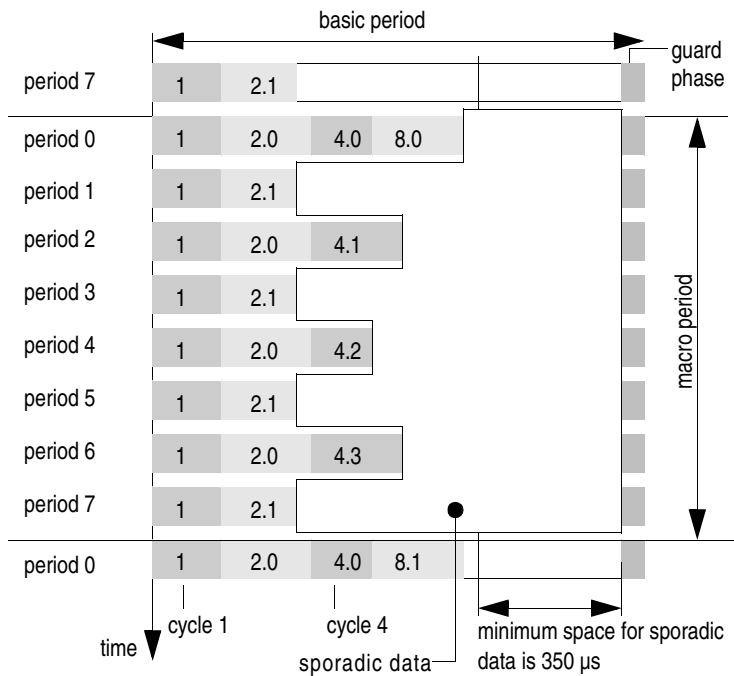 basic period
guard
phase
period 7 1 2.1
period 0 1 2.0 4.0 8.0
period 1 1 2.1
period 2 1 2.0 4.1
period 3 1 2.1
period 4 1 2.0 4.2
period 5 1 2.1
period 6 1 2.0 4.3
period 7 1 2.1
period 0 1 2.0 4.0 8.1
macro period
time
cycle 1
cycle 4
sporadic data
minimum space for sporadic
data is 350 µs